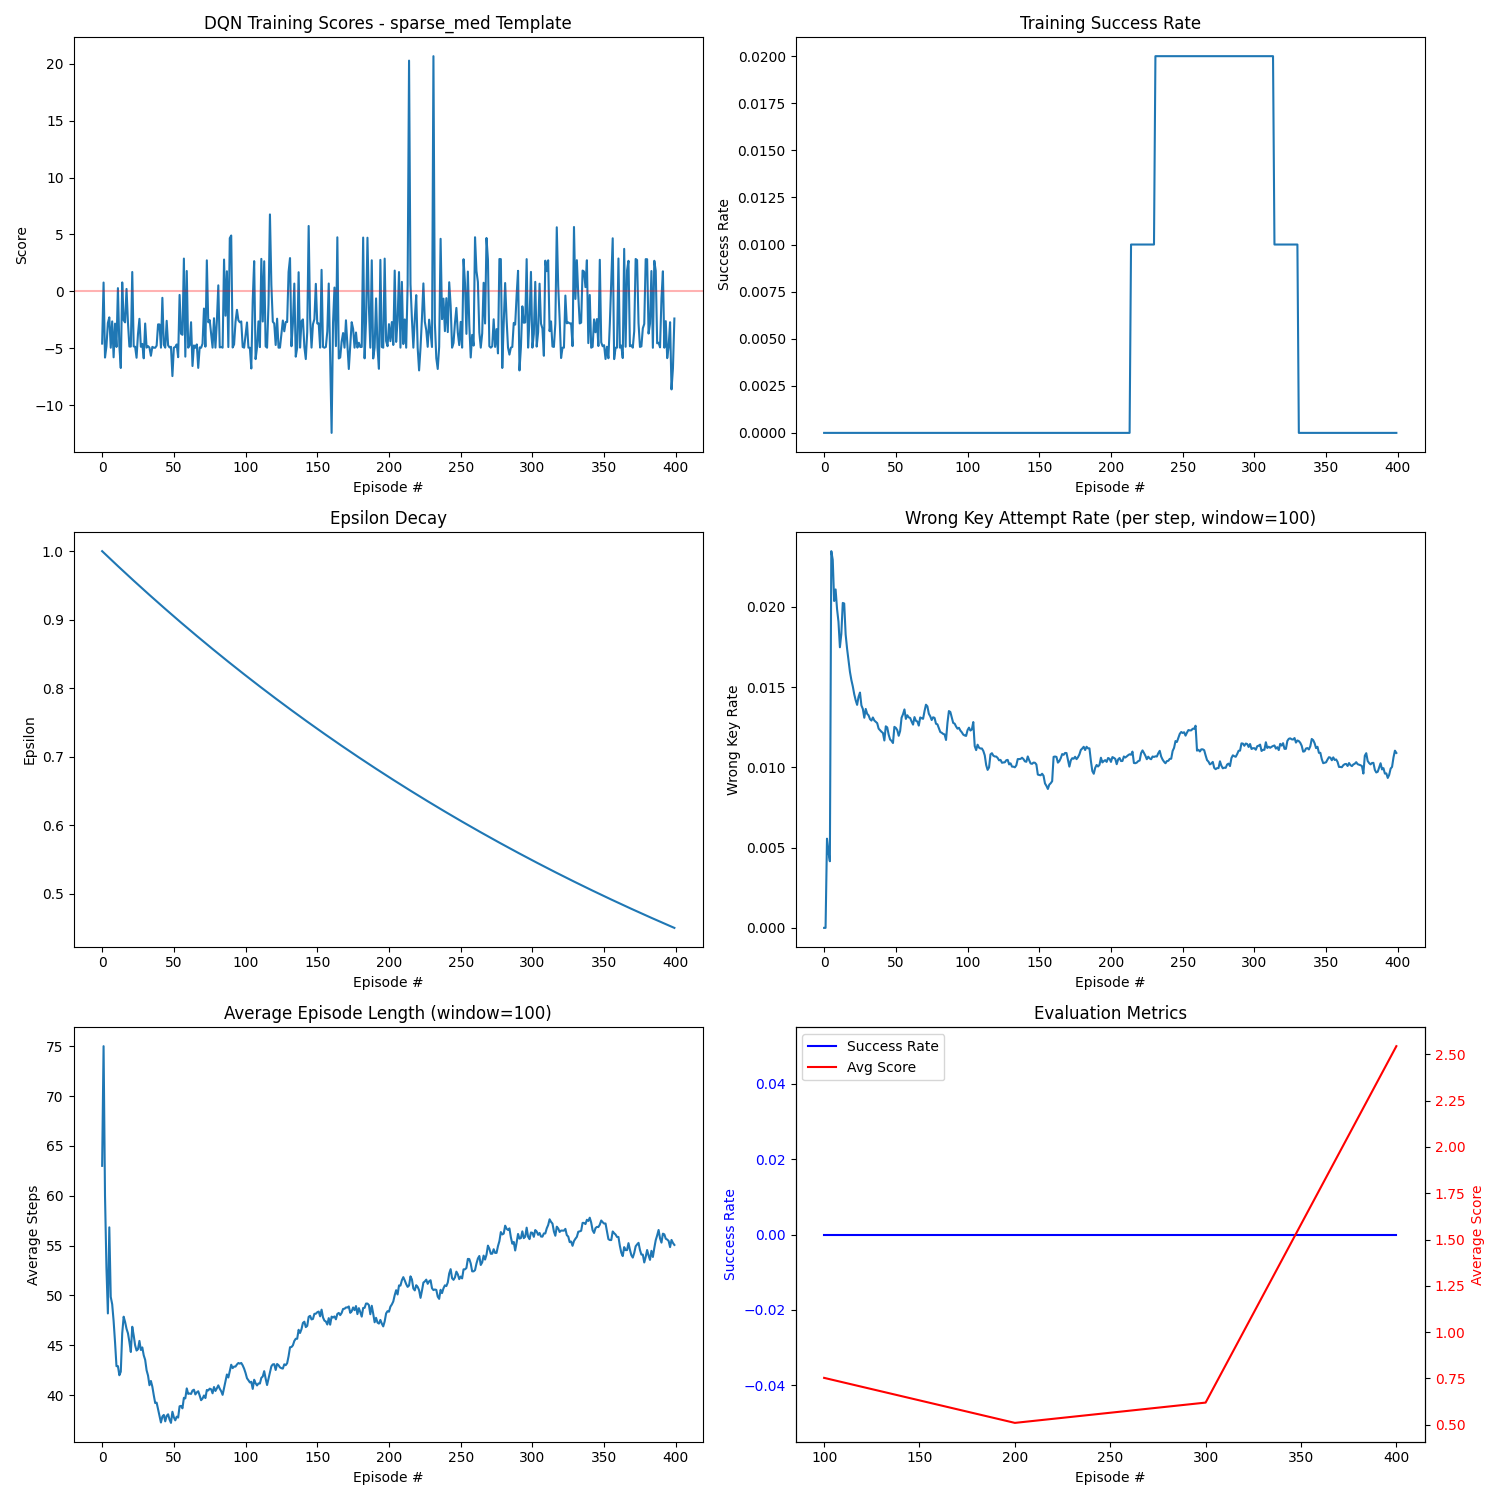 DQN Training Scores - sparse_med Template
20
15
10
5
0
−5
−10
Score
0 50 100 150 200 250 300 350 400
Episode #
Training Success Rate
0.0200
0.0175
0.0150
0.0125
0.0100
0.0075
0.0050
0.0025
0.0000
Success Rate
0 50 100 150 200 250 300 350 400
Episode #
Epsilon Decay
1.0
0.9
0.8
0.7
0.6
0.5
Epsilon
0 50 100 150 200 250 300 350 400
Episode #
Wrong Key Attempt Rate (per step, window=100)
0.020
0.015
0.010
0.005
0.000
Wrong Key Rate
0 50 100 150 200 250 300 350 400
Episode #
Average Episode Length (window=100)
75
70
65
60
55
50
45
40
Average Steps
0 50 100 150 200 250 300 350 400
Episode #
Evaluation Metrics
Success Rate
Avg Score
0.04
0.02
0.00
−0.02
−0.04
Success Rate
2.50
2.25
2.00
1.75
1.50
1.25
1.00
0.75
0.50
Average Score
100 150 200 250 300 350 400
Episode #